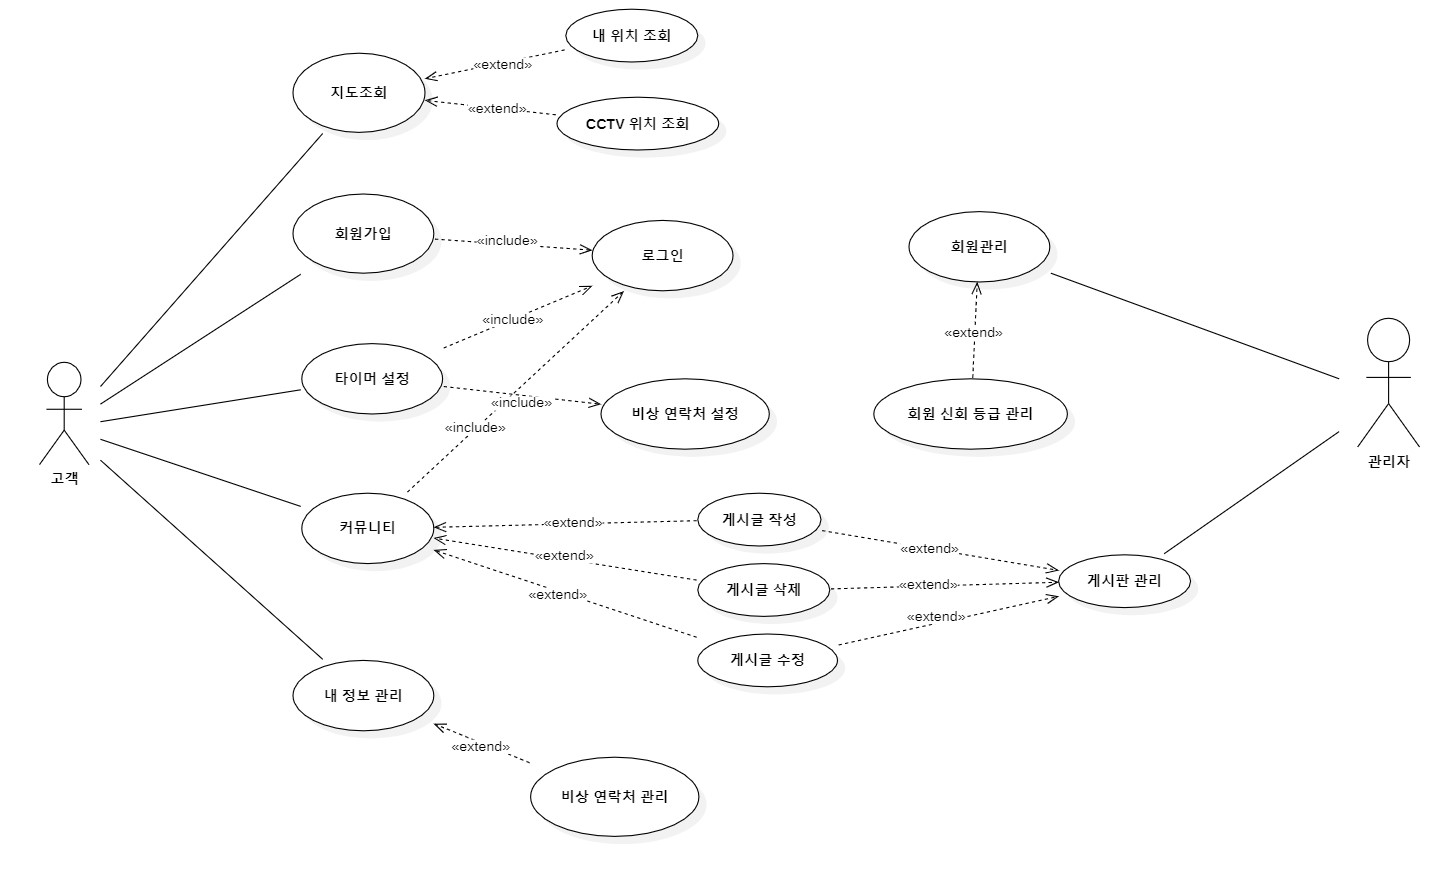 내 위치 조회
«extend»
지도조회
«extend»
CCTV 위치 조회
회원가입
«include»
로그인
회원관리
«include»
«extend»
타이머 설정
«include»
비상 연락처 설정
회원 신회 등급 관리
«include»
고객
관리자
커뮤니티
«extend»
게시글 작성
«extend»
«extend»
게시글 삭제
«extend»
게시판 관리
«extend»
«extend»
게시글 수정
내 정보 관리
«extend»
비상 연락처 관리